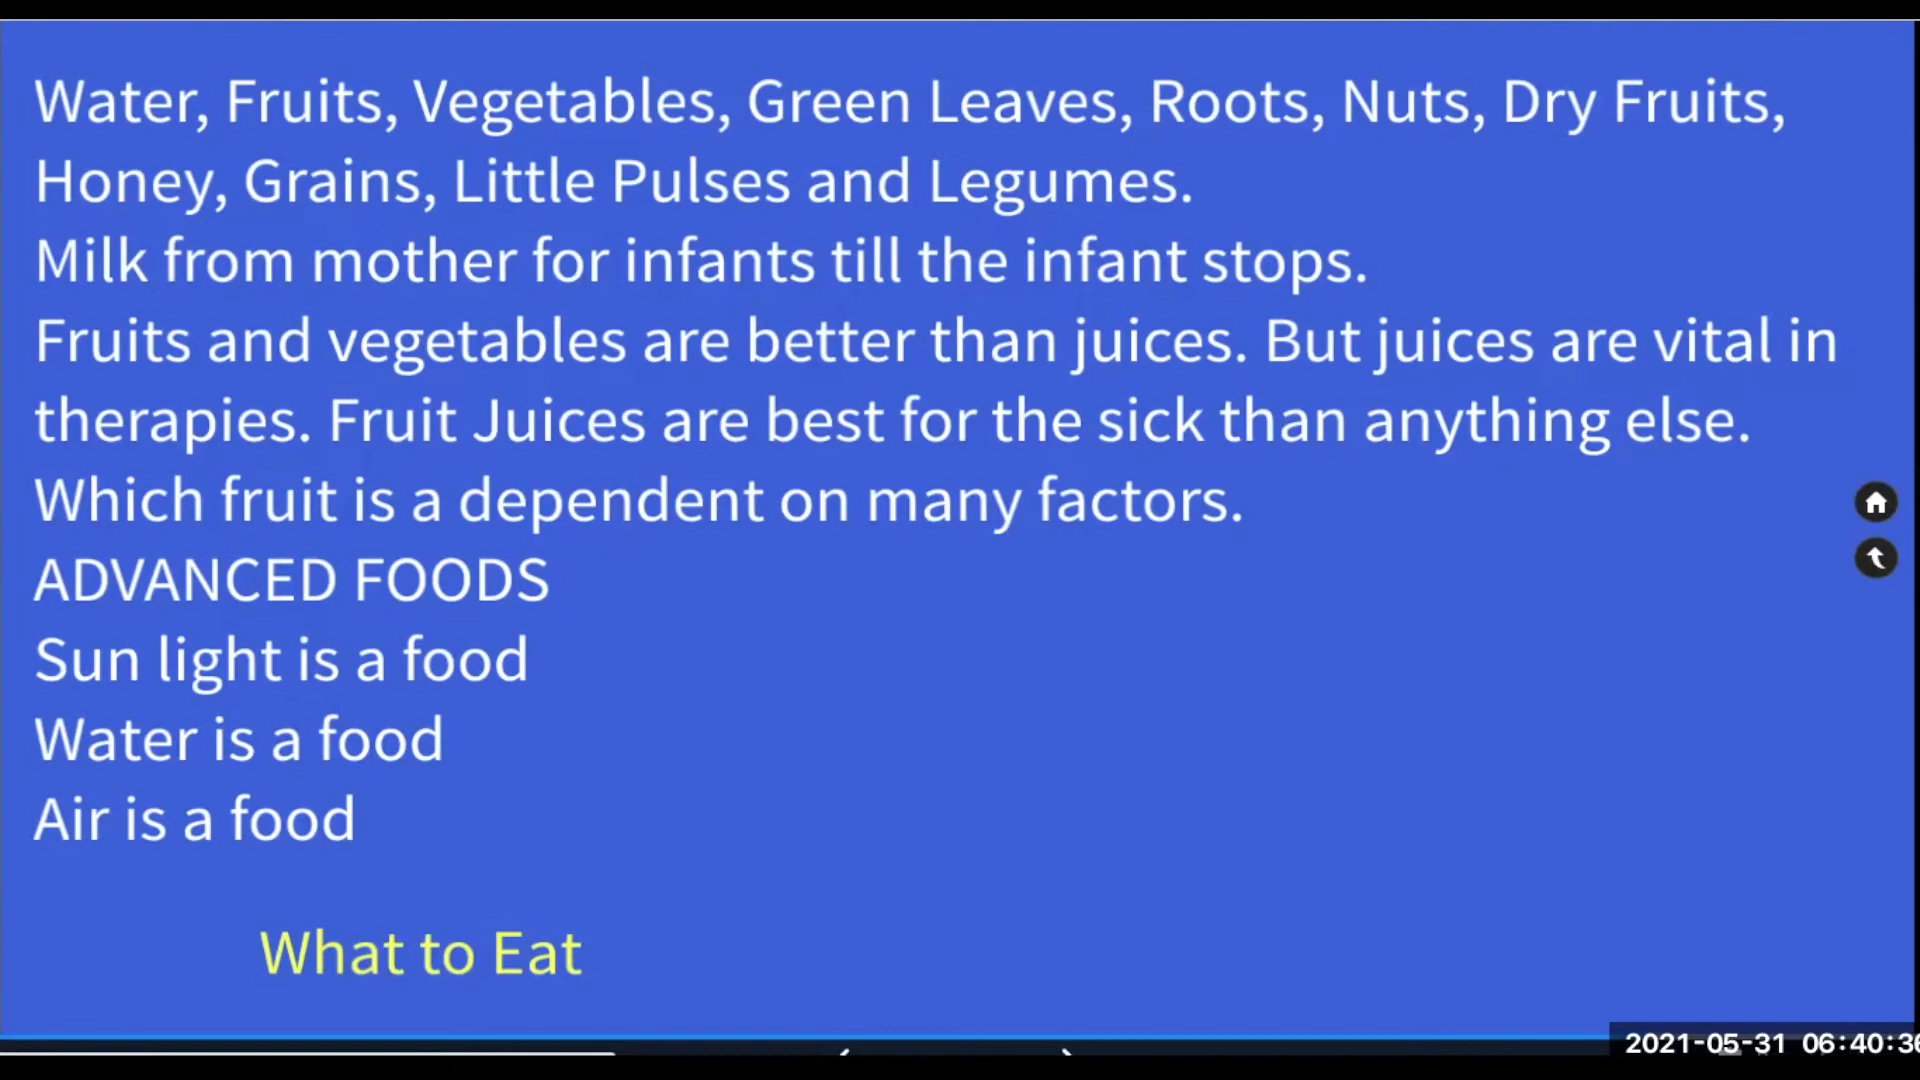 Water, Fruits, Vegetables, Green Leaves, Roots, Nuts, Dry Fruits,
Honey, Grains, Little Pulses and Legumes.
Milk from mother for infants till the infant stops.
Fruits and vegetables are better than juices. But juices are vital in
therapies. Fruit Juices are best for the sick than anything else.
Which fruit is a dependent on many factors.
ADVANCED FOODS
Sun light is a food
Water is a food
Air is a food
What to Eat
2021-05-31 06:40:36